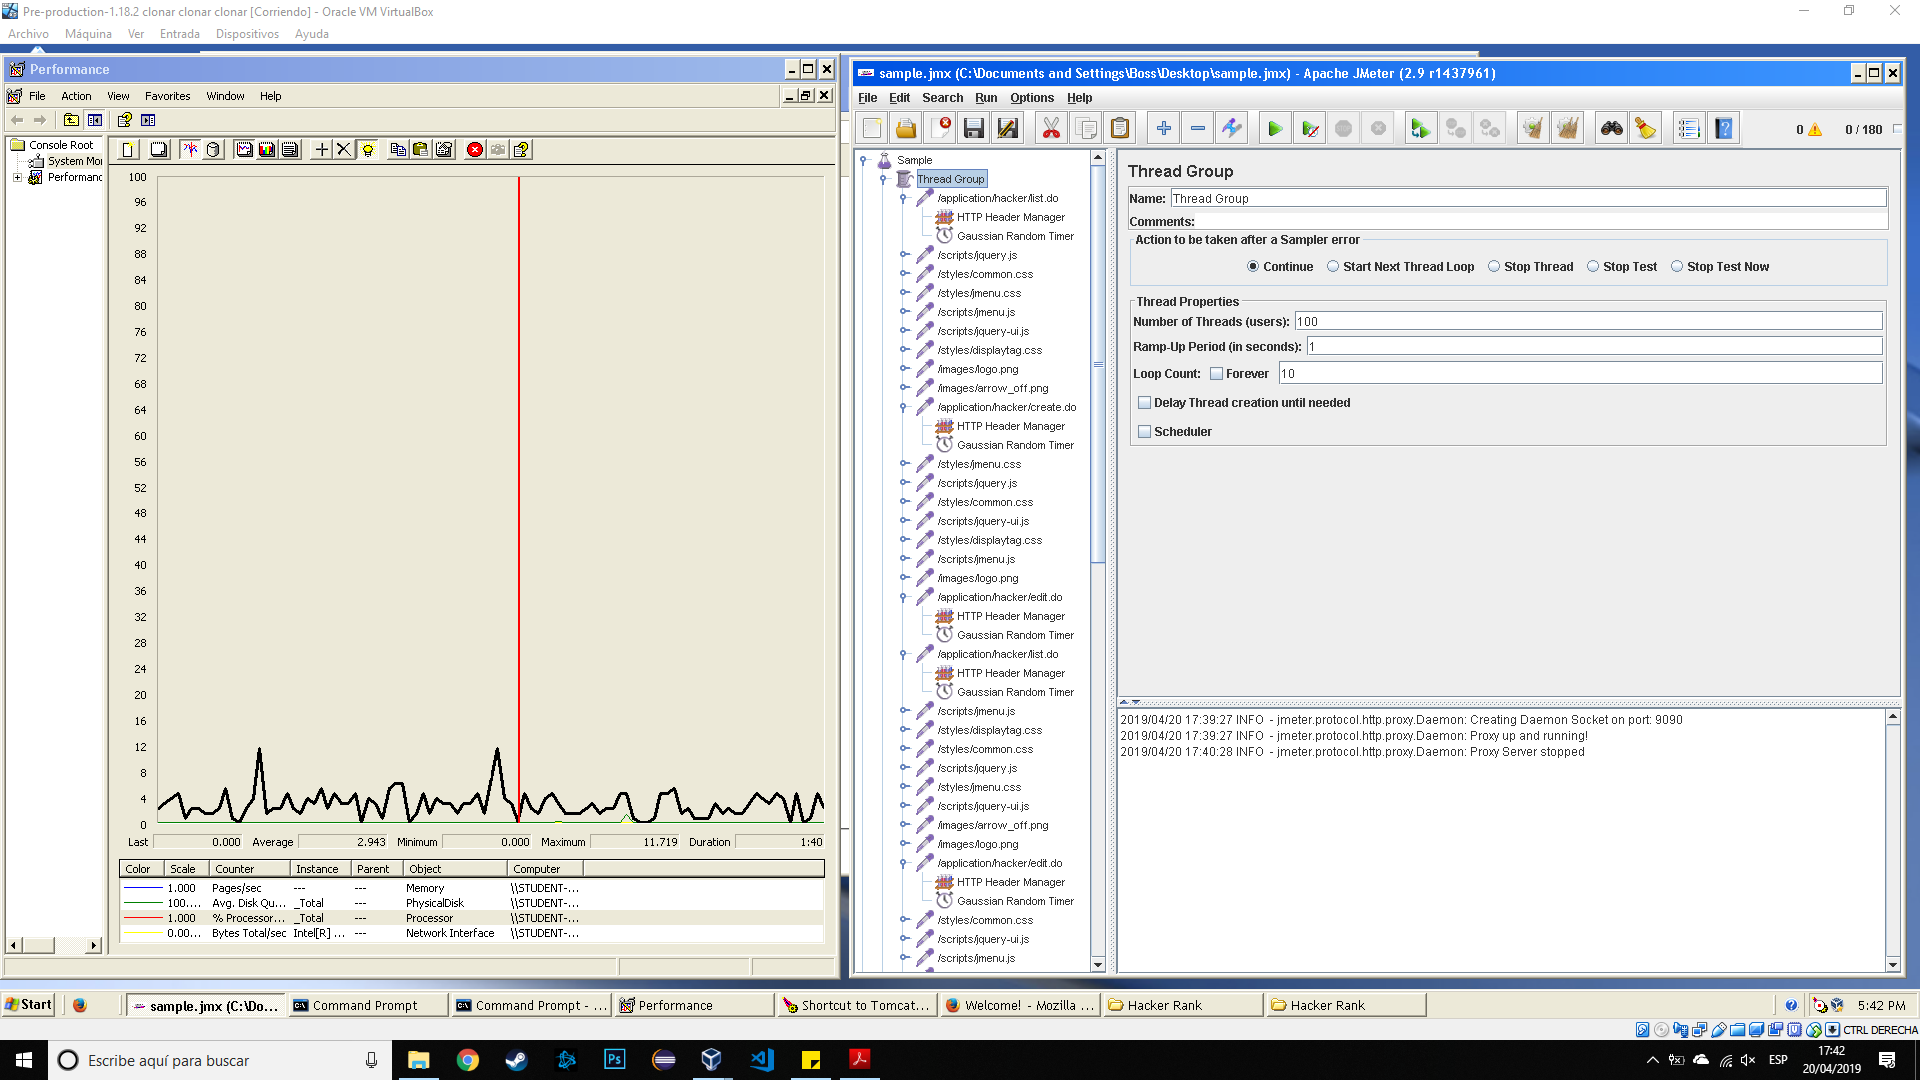 Pre-production-1.18.2 clonar clonar clonar [Corriendo] - Oracle VM VirtualBox
Archivo Máquina Ver Entrada Dispositivos Ayuda
Performance
File Action View Favorites Window Help
Console Root
System Mo
Performanc
100
96
92
88
84
80
76
72
68
64
60
56
52
48
44
40
36
32
28
24
20
16
12
8
4
0
Last 0.000 Average 2.943 Minimum 0.000 Maximum 11.719 Duration 1:40
Color Scale Counter Instance Parent Object Computer
1.000 Pages/sec --- --- Memory \\STUDENT-...
100.... Avg. Disk Qu... _Total --- PhysicalDisk \\STUDENT-...
1.000 % Processor... _Total --- Processor \\STUDENT-...
0.00... Bytes Total/sec Intel[R] ... --- Network Interface \\STUDENT-...
sample.jmx (C:\Documents and Settings\Boss\Desktop\sample.jmx) - Apache JMeter (2.9 r1437961)
File Edit Search Run Options Help
0 0 / 180
Sample
Thread Group
/application/hacker/list.do
HTTP Header Manager
Gaussian Random Timer
/scripts/jquery.js
/styles/common.css
/styles/jmenu.css
/scripts/jmenu.js
/scripts/jquery-ui.js
/styles/displaytag.css
/images/logo.png
/images/arrow_off.png
/application/hacker/create.do
HTTP Header Manager
Gaussian Random Timer
/styles/jmenu.css
/scripts/jquery.js
/styles/common.css
/scripts/jquery-ui.js
/styles/displaytag.css
/scripts/jmenu.js
/images/logo.png
/application/hacker/edit.do
HTTP Header Manager
Gaussian Random Timer
/application/hacker/list.do
HTTP Header Manager
Gaussian Random Timer
/scripts/jmenu.js
/styles/displaytag.css
/styles/common.css
/scripts/jquery.js
/styles/jmenu.css
/scripts/jquery-ui.js
/images/arrow_off.png
/images/logo.png
/application/hacker/edit.do
HTTP Header Manager
Gaussian Random Timer
/styles/common.css
/scripts/jquery-ui.js
/scripts/jmenu.js
Thread Group
Name: Thread Group
Comments:
Action to be taken after a Sampler error
Continue Start Next Thread Loop Stop Thread Stop Test Stop Test Now
Thread Properties
Number of Threads (users): 100
Ramp-Up Period (in seconds): 1
Loop Count: Forever 10
Delay Thread creation until needed
Scheduler
2019/04/20 17:39:27 INFO - jmeter.protocol.http.proxy.Daemon: Creating Daemon Socket on port: 9090
2019/04/20 17:39:27 INFO - jmeter.protocol.http.proxy.Daemon: Proxy up and running!
2019/04/20 17:40:28 INFO - jmeter.protocol.http.proxy.Daemon: Proxy Server stopped
Start sample.jmx (C:\Do... Command Prompt Command Prompt - ... Performance Shortcut to Tomcat... Welcome! - Mozilla ... Hacker Rank Hacker Rank 5:42 PM
CTRL DERECHA
Escribe aquí para buscar
Ps
ESP
17:42
20/04/2019